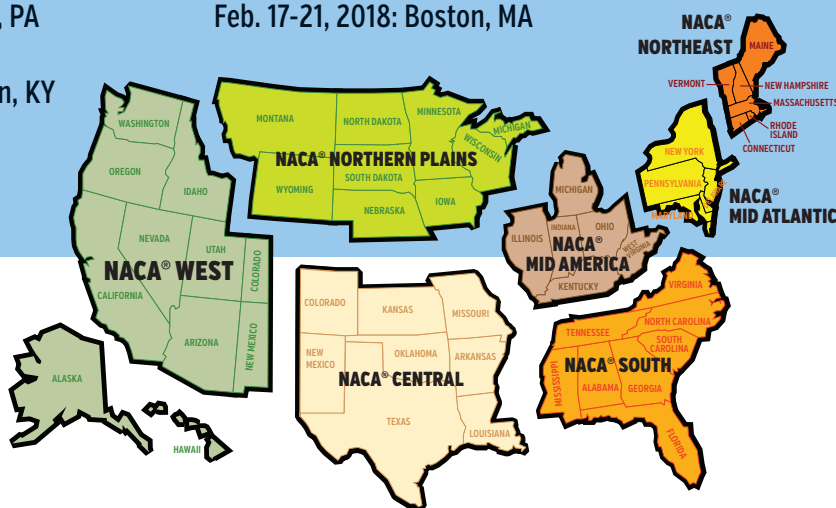 , PA
Feb. 17-21, 2018: Boston, MA
n, KY
NACA®
NORTHEAST
MAINE
VERMONT
NEW HAMPSHIRE
MASSACHUSETTS
RHODE
ISLAND
CONNECTICUT
WASHINGTON
OREGON
IDAHO
NEVADA
UTAH
COLORADO
NACA® WEST
CALIFORNIA
ARIZONA
NEW MEXICO
ALASKA
HAWAII
MONTANA
NORTH DAKOTA
MINNESOTA
MICHIGAN
WISCONSIN
NACA® NORTHERN PLAINS
WYOMING
SOUTH DAKOTA
NEBRASKA
IOWA
NEW YORK
PENNSYLVANIA
MARYLAND
NACA®
MID ATLANTIC
MICHIGAN
ILLINOIS
INDIANA
OHIO
WEST
VIRGINIA
NACA®
MID AMERICA
KENTUCKY
COLORADO
KANSAS
MISSOURI
NEW
MEXICO
OKLAHOMA
ARKANSAS
NACA® CENTRAL
TEXAS
LOUISIANA
VIRGINIA
TENNESSEE
NORTH CAROLINA
SOUTH
CAROLINA
NACA® SOUTH
MISSISSIPPI
ALABAMA
GEORGIA
FLORIDA